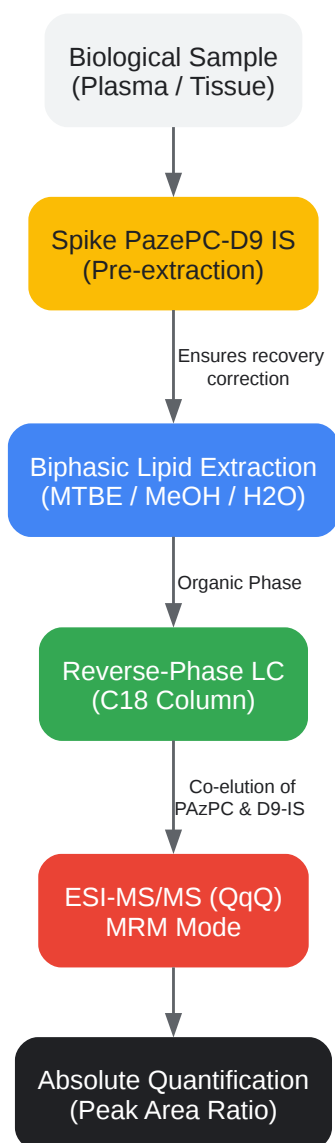 Biological Sample
(Plasma / Tissue)
Spike PazePC-D9 IS
(Pre-extraction)
Ensures recovery
correction
Biphasic Lipid Extraction
(MTBE / MeOH / H2O)
Organic Phase
Reverse-Phase LC
(C18 Column)
Co-elution of
PAzPC & D9-IS
ESI-MS/MS (QqQ)
MRM Mode
Absolute Quantification
(Peak Area Ratio)